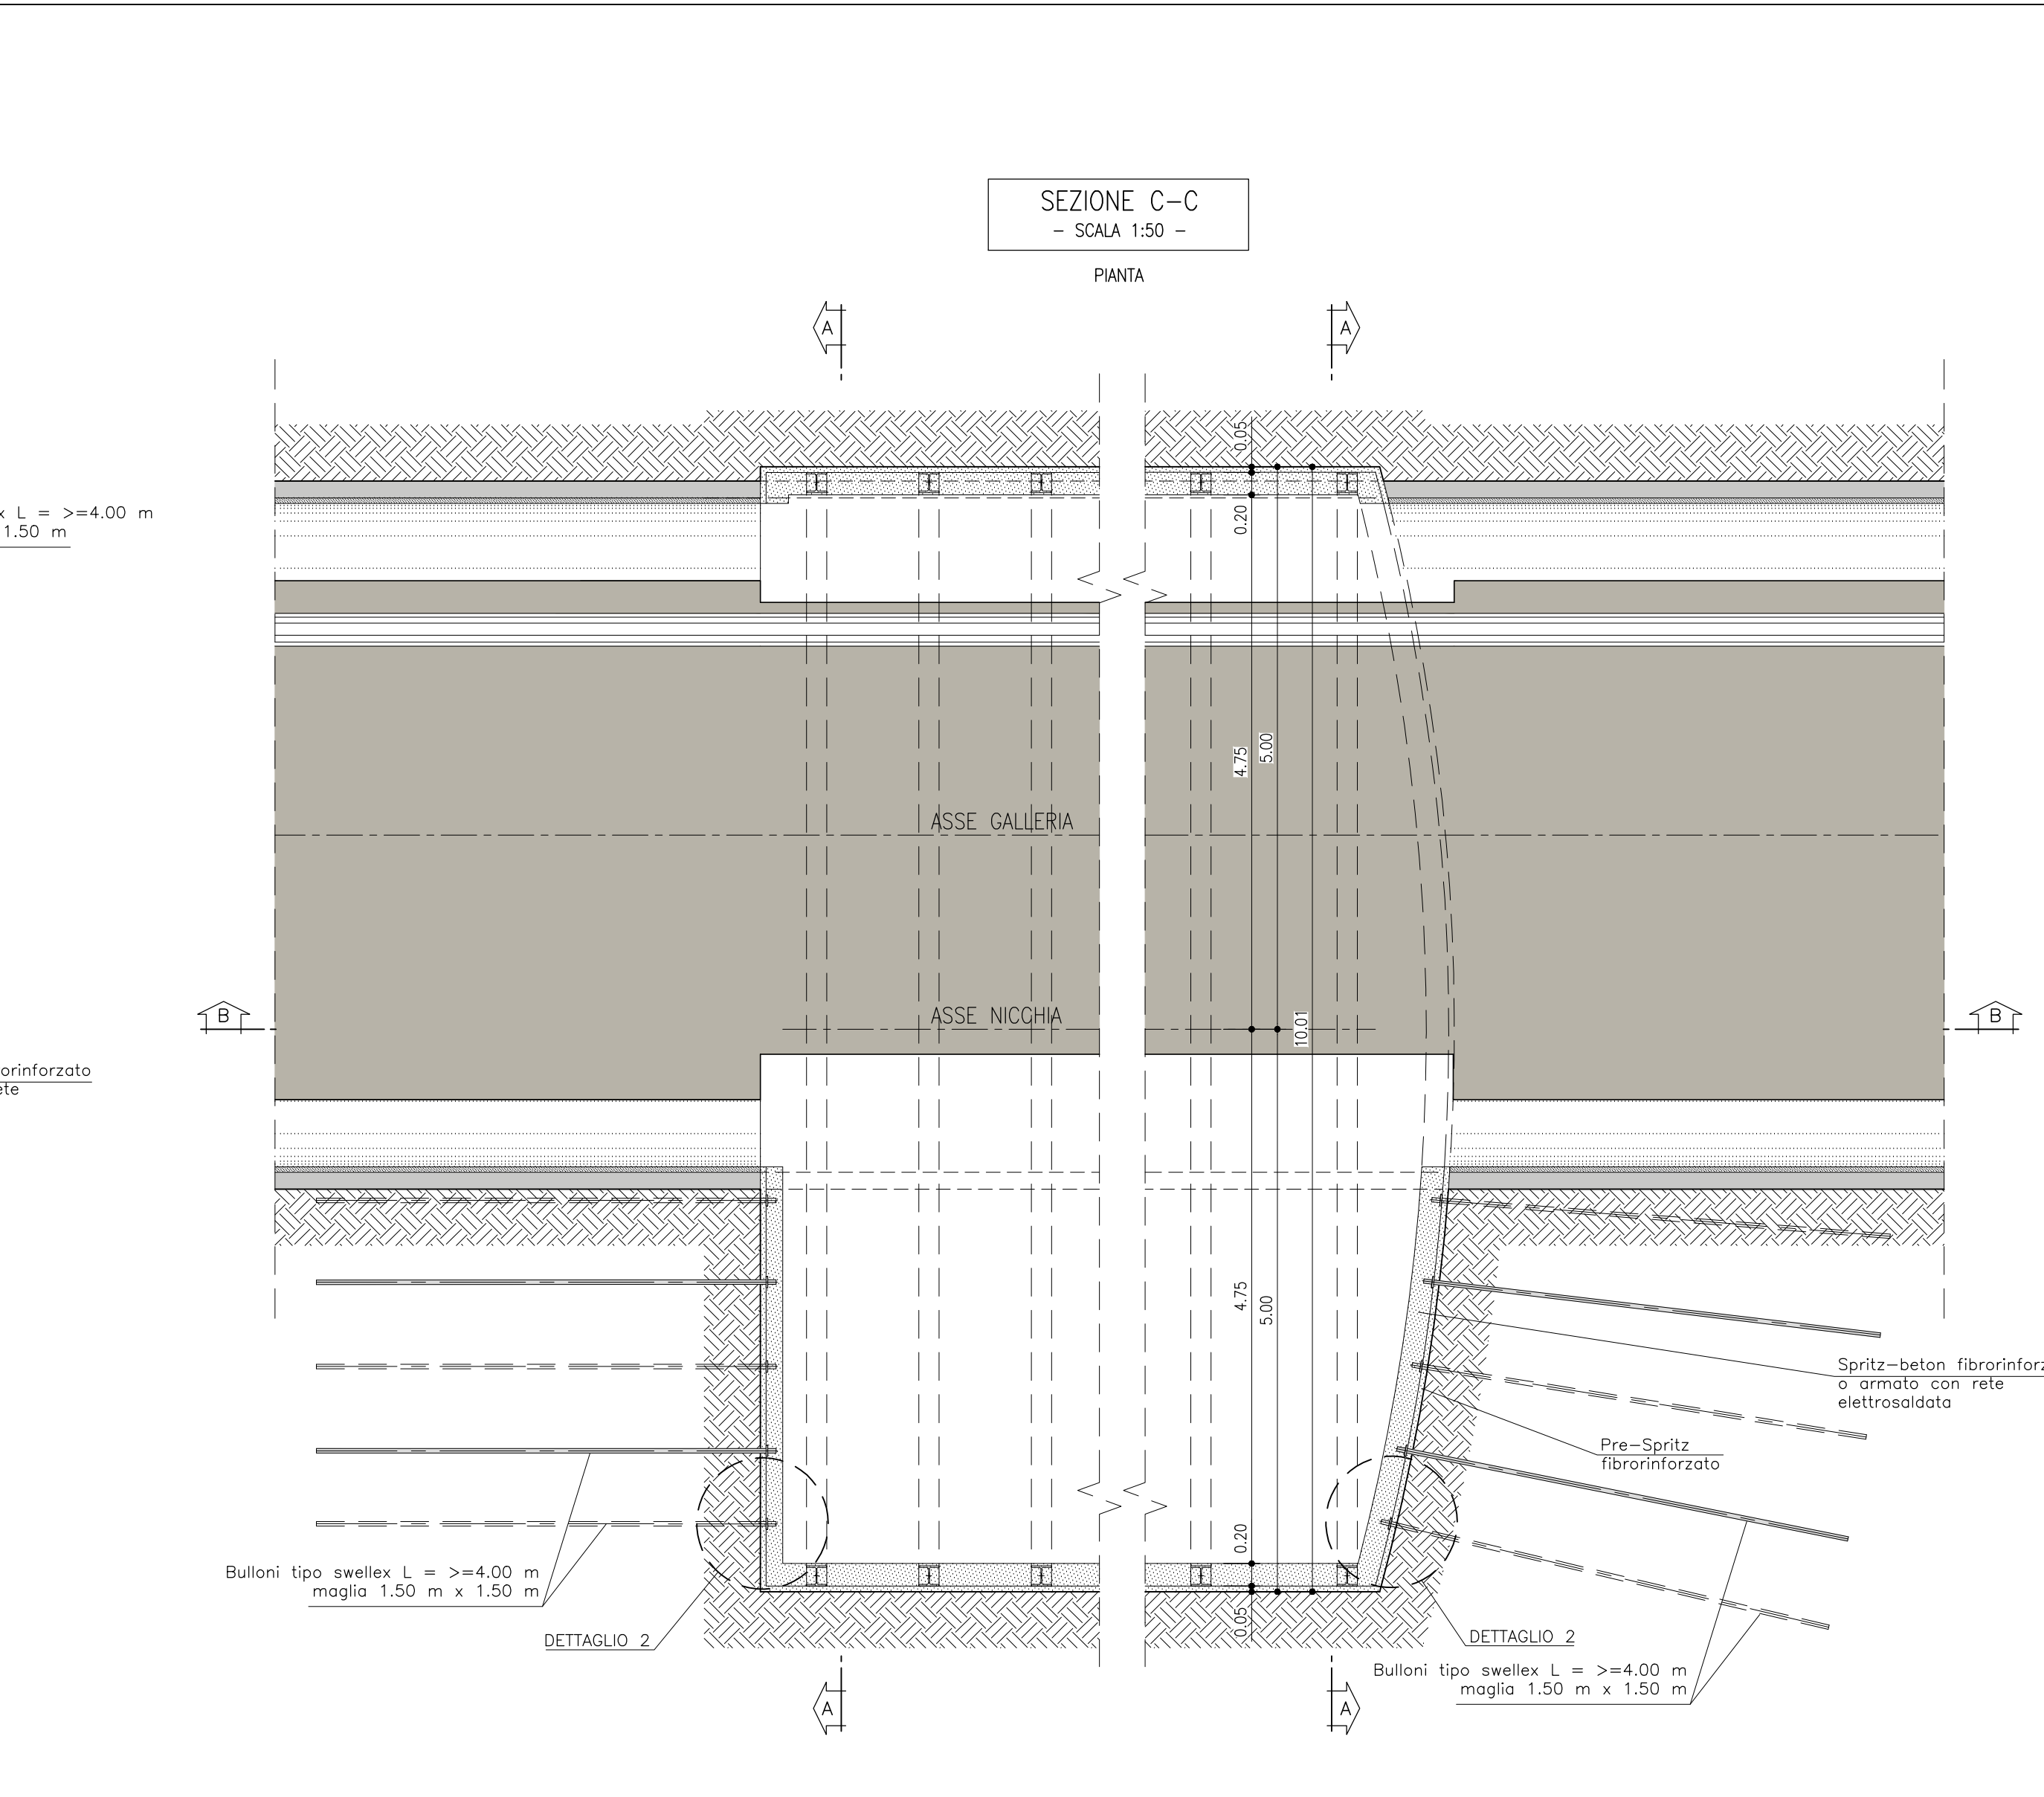 SEZIONE C-C
- SCALA 1:50 -
PIANTA
A
A
0.05
x L = >=4.00 m
1.50 m
0.20
4.75
5.00
ASSE GALLERIA
ASSE NICCHIA
10.01
B
B
orinforzato
ete
4.75
5.00
Spritz-beton fibrorinforz
o armato con rete
elettrosaldata
Pre-Spritz
fibrorinforzato
0.20
Bulloni tipo swellex L = >=4.00 m
maglia 1.50 m x 1.50 m
0.05
DETTAGLIO 2
DETTAGLIO 2
Bulloni tipo swellex L = >=4.00 m
maglia 1.50 m x 1.50 m
A
A